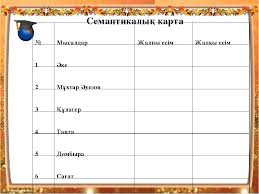 Семантикалық карта
№ Мысалдар Жалпы есім Жалқы есім
1 Әке
2 Мұхтар Әуезов
3 Құлагер
4 Тақта
5 Домбыра
6 Сағат